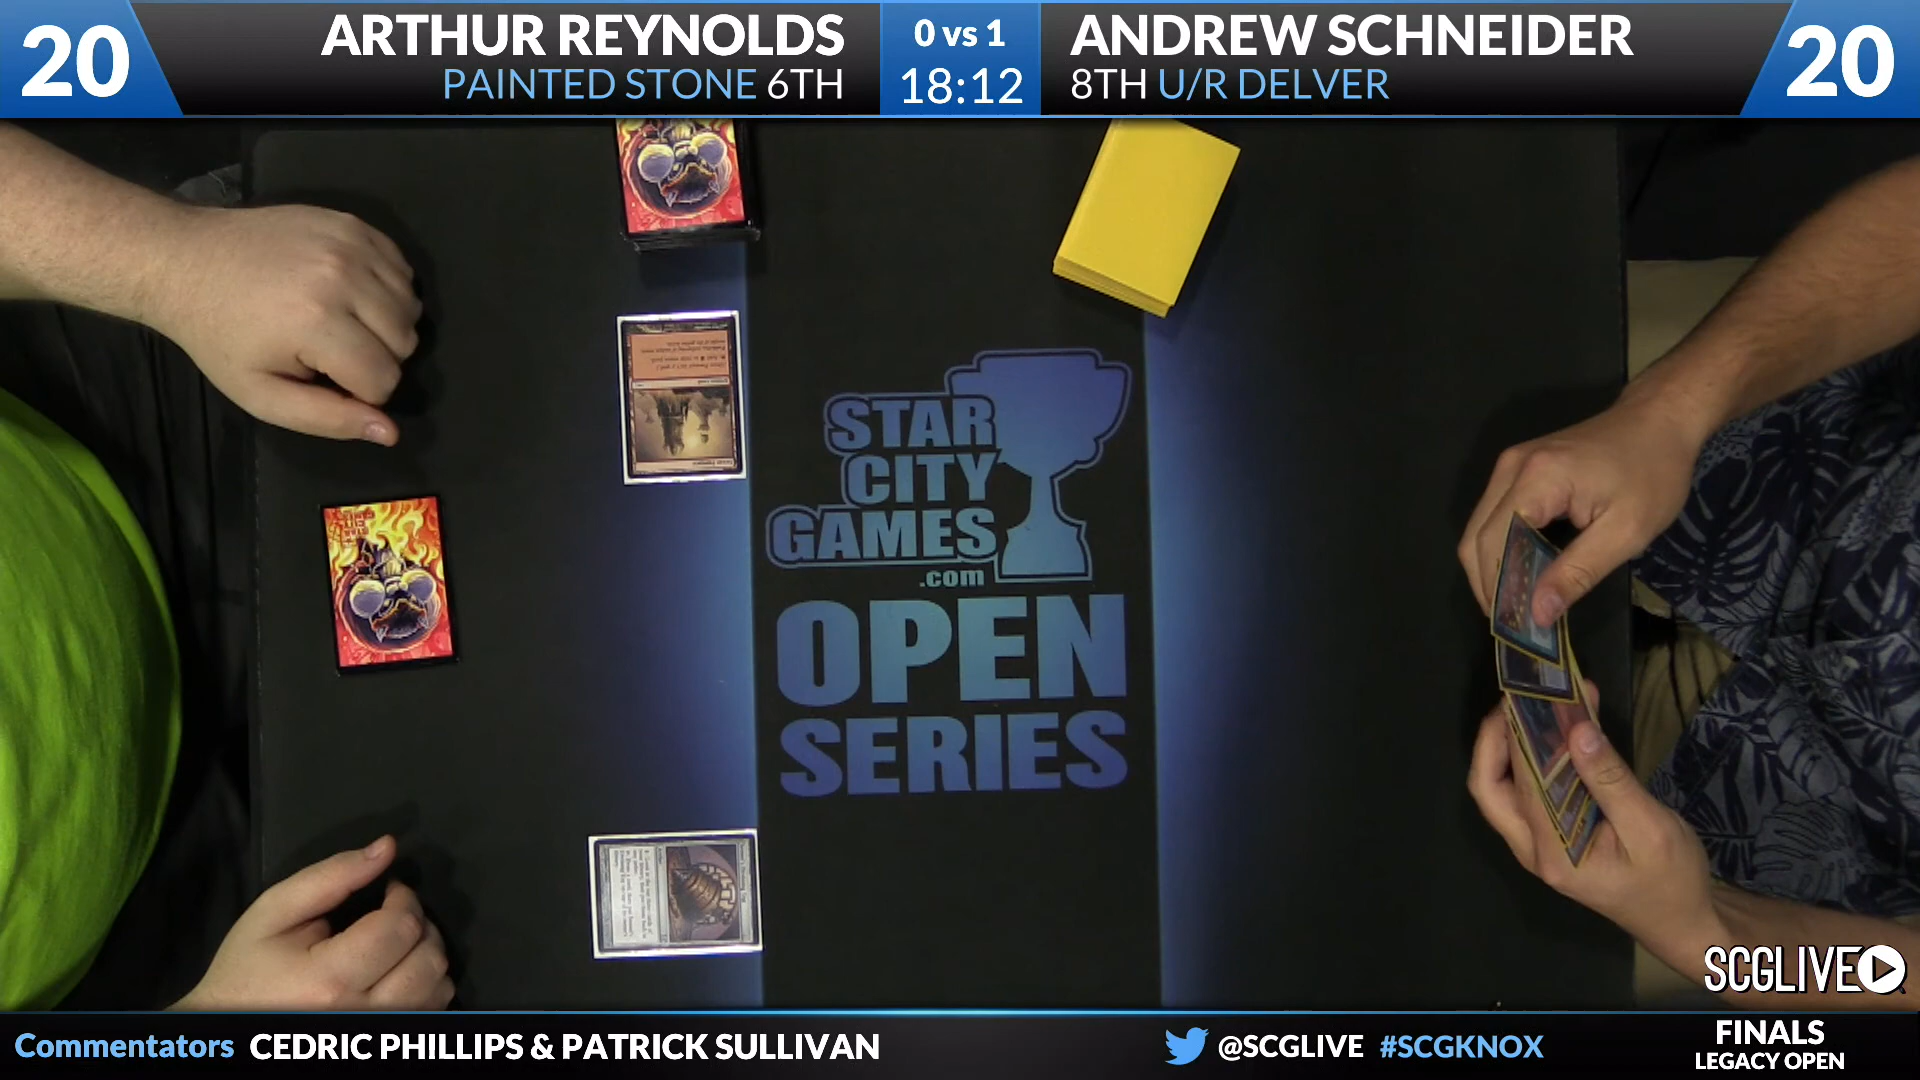 20
ARTHUR REYNOLDS
PAINTED STONE 6TH
0 vs 1
18:12
ANDREW SCHNEIDER
8TH U/R DELVER
20
STAR
CITY
GAMES
.com
OPEN
SERIES
SCGLIVE
Commentators CEDRIC PHILLIPS & PATRICK SULLIVAN
@SCGLIVE #SCGKNOX
FINALS
LEGACY OPEN